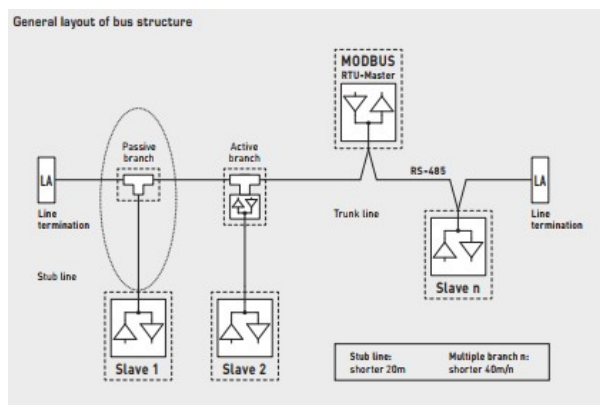 General layout of bus structure
MODBUS
RTU-Master
Passive
branch
Active
branch
LA
RS-485
LA
Line
termination
Trunk line
Line
termination
Stub line
Slave n
Slave 1
Slave 2
Stub line:
shorter 20m
Multiple branch n:
shorter 40m/n